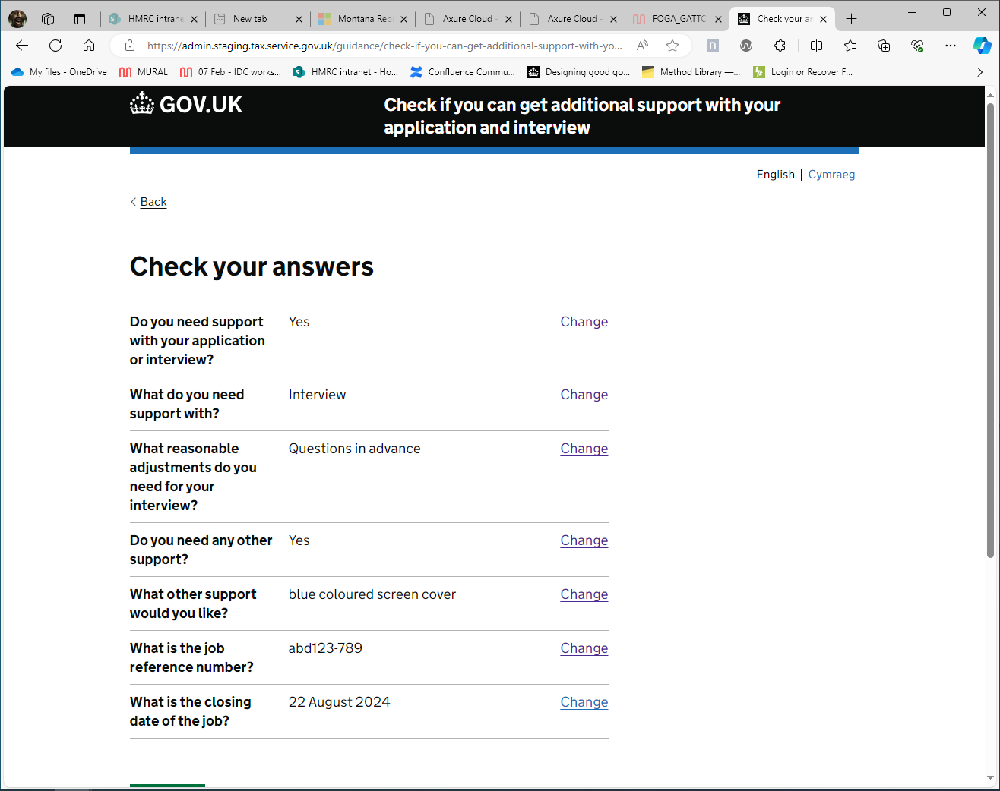 HMRC intrane
New tab
Montana Rep
Axure Cloud -
Axure Cloud -
FOGA_GATTC
Check your ar
https://admin.staging.tax.service.gov.uk/guidance/check-if-you-can-get-additional-support-with-yo...
My files - OneDrive
MURAL
07 Feb - IDC works...
HMRC intranet - Ho...
Confluence Commu...
Designing good go...
Method Library —...
Login or Recover F...
GOV.UK
Check if you can get additional support with your
application and interview
English | Cymraeg
Back
Check your answers
Do you need support Yes Change
with your application
or interview?
What do you need Interview Change
support with?
What reasonable Questions in advance Change
adjustments do you
need for your
interview?
Do you need any other Yes Change
support?
What other support blue coloured screen cover Change
would you like?
What is the job abd123-789 Change
reference number?
What is the closing 22 August 2024 Change
date of the job?